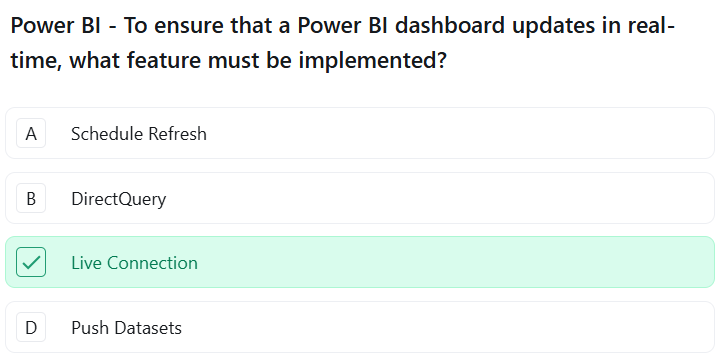 Power BI - To ensure that a Power BI dashboard updates in real-
time, what feature must be implemented?
A Schedule Refresh
B DirectQuery
Live Connection
D Push Datasets